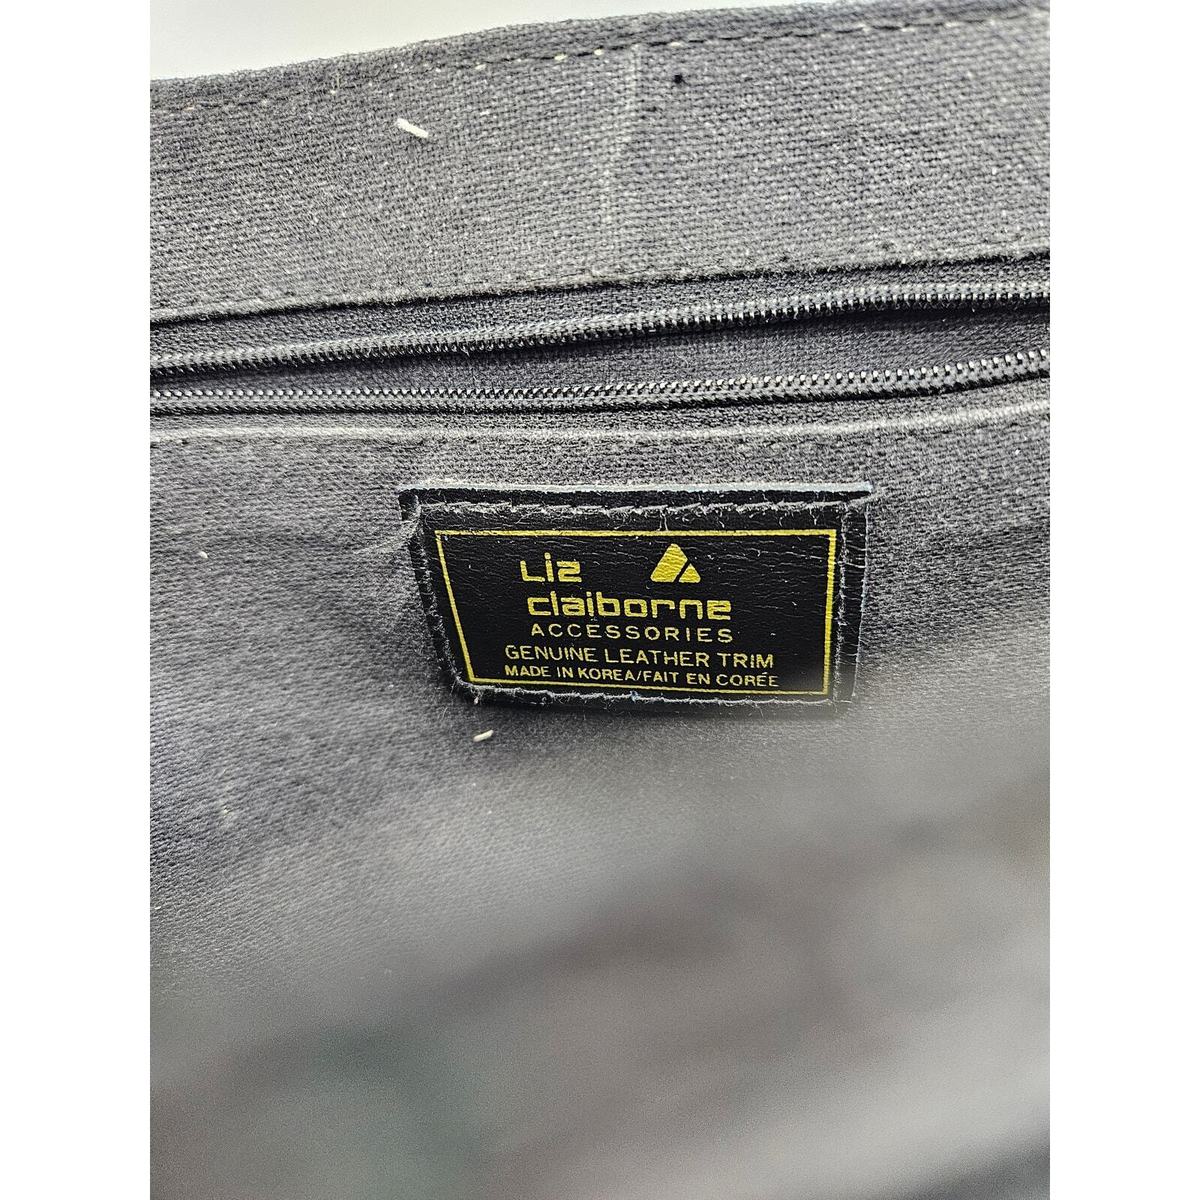 Liz
claiborne
ACCESSORIES
GENUINE LEATHER TRIM
MADE IN KOREA/FAIT EN CORÉE